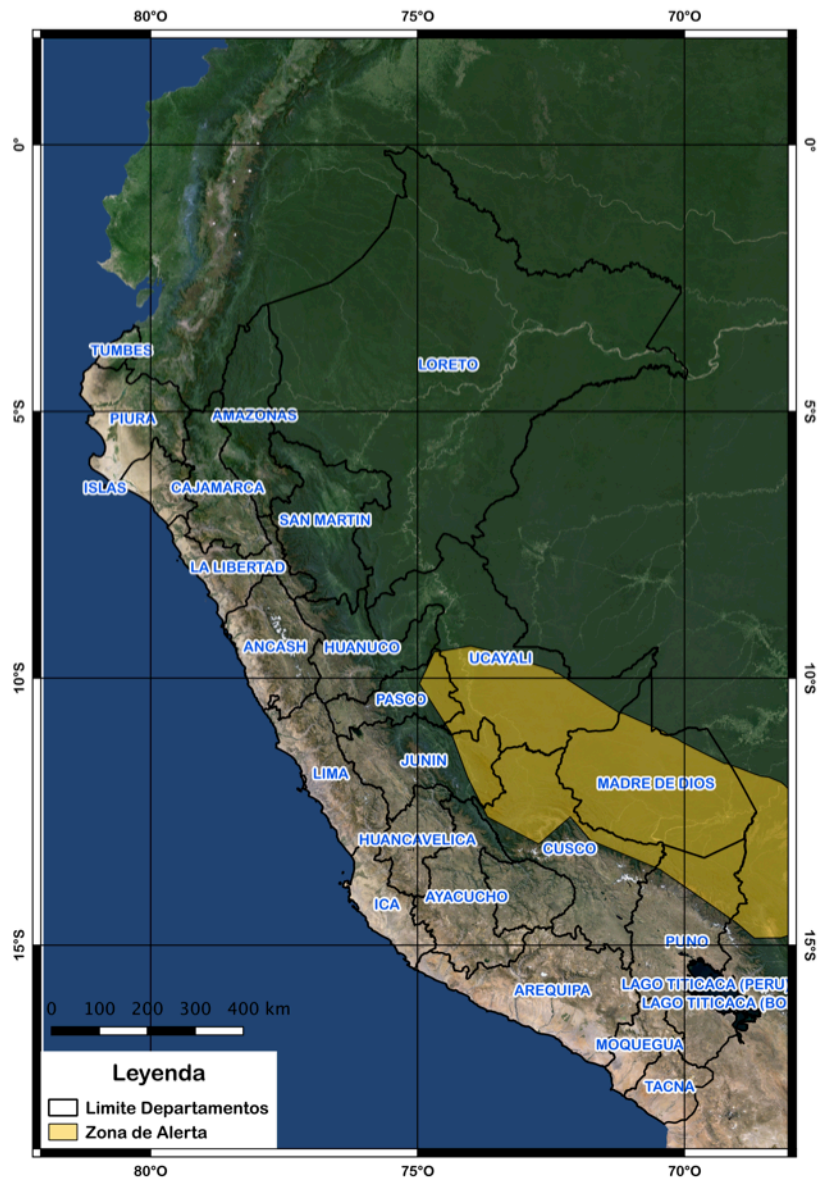 80°O 75°O 70°O
0° 0°
TUMBES
LORETO
5°S 5°S
PIURA
AMAZONAS
ISLAS
CAJAMARCA
SAN MARTIN
LA LIBERTAD
ANCASH
HUANUCO
UCAYALI
10°S 10°S
PASCO
JUNIN
LIMA
MADRE DE DIOS
HUANCAVELICA
CUSCO
ICA
AYACUCHO
15°S 15°S
PUNO
AREQUIPA
LAGO TITICACA (PERU)
LAGO TITICACA (BO
0 100 200 300 400 km
MOQUEGUA
TACNA
Leyenda
Limite Departamentos
Zona de Alerta
80°O 75°O 70°O